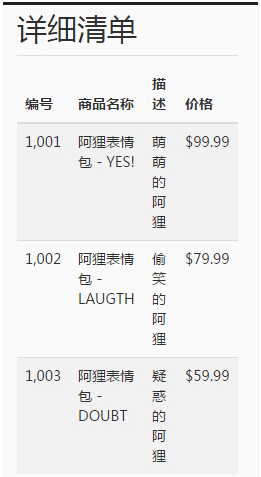 详细清单
编号 商品名称 描述 价格
1,001 阿狸表情包 - YES! 萌萌的阿狸 $99.99
1,002 阿狸表情包 - LAUGTH 偷笑的阿狸 $79.99
1,003 阿狸表情包 - DOUBT 疑惑的阿狸 $59.99